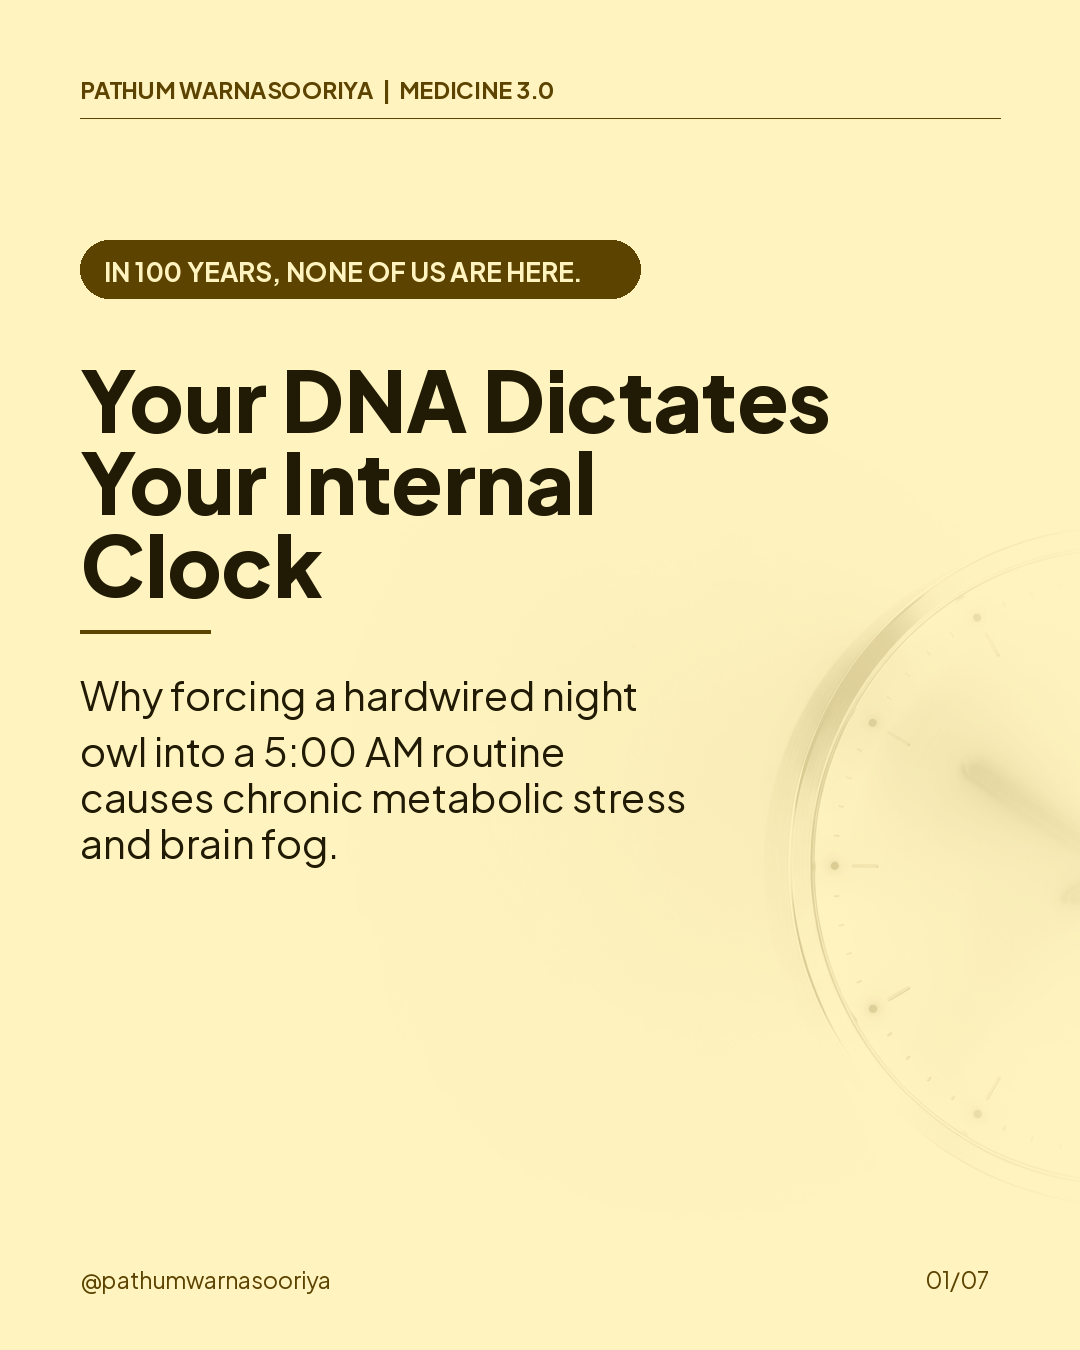 PATHUM WARNASOORIYA | MEDICINE 3.0
IN 100 YEARS, NONE OF US ARE HERE.
Your DNA Dictates
Your Internal
Clock
Why forcing a hardwired night
owl into a 5:00 AM routine
causes chronic metabolic stress
and brain fog.
@pathumwarnasooriya
01/07